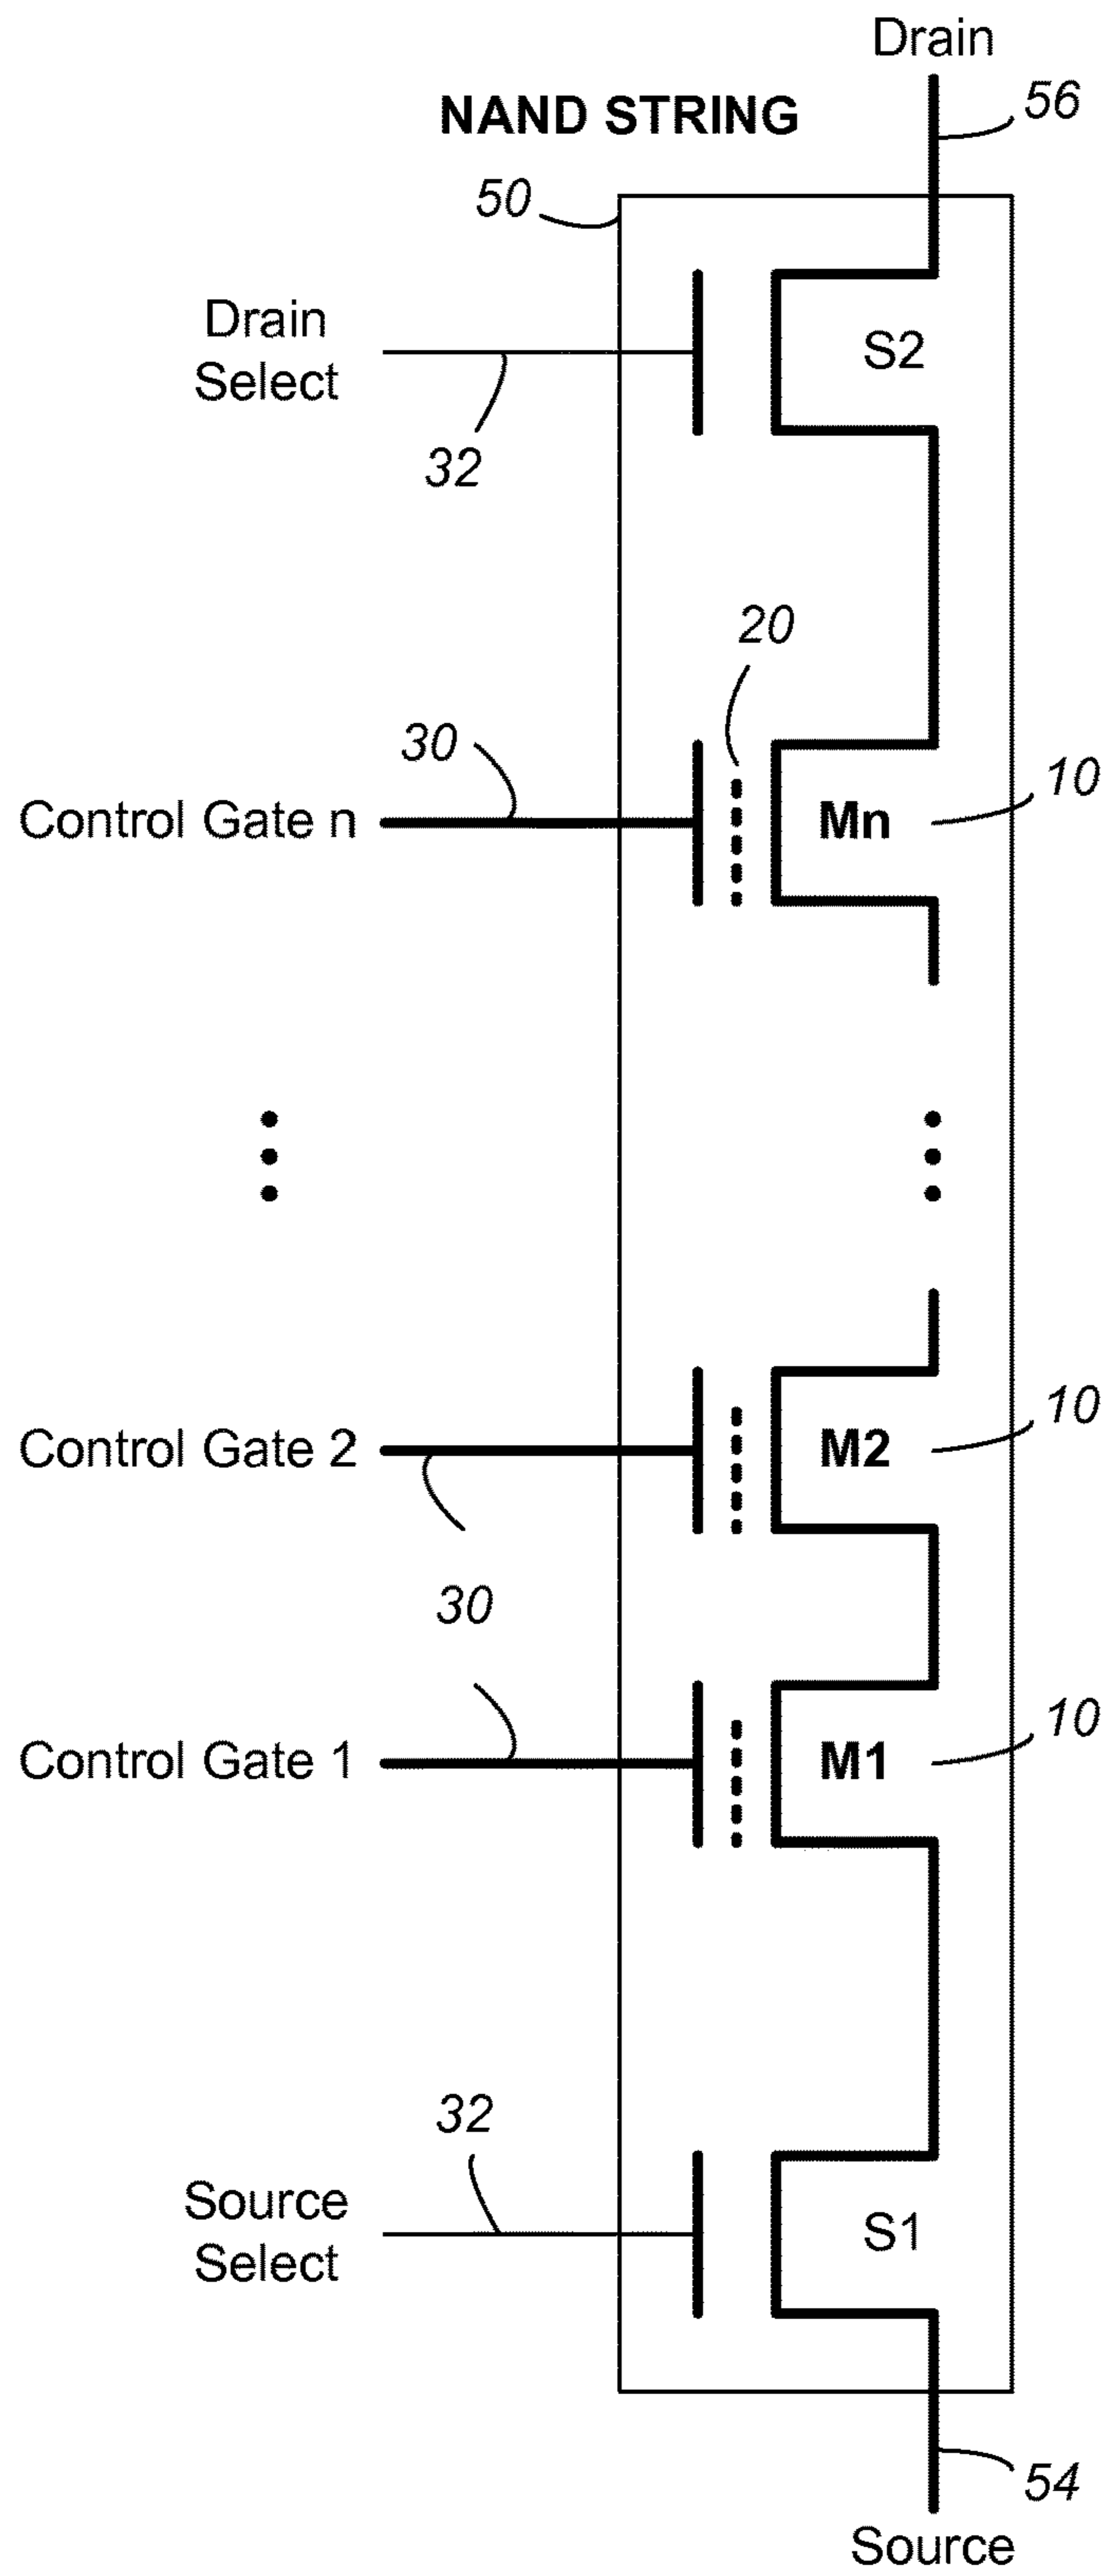 Drain
56
NAND STRING
50
Drain
Select
S2
32
20
30
10
Control Gate n
Mn
10
Control Gate 2
M2
30
10
Control Gate 1
M1
32
Source
Select
S1
54
Source